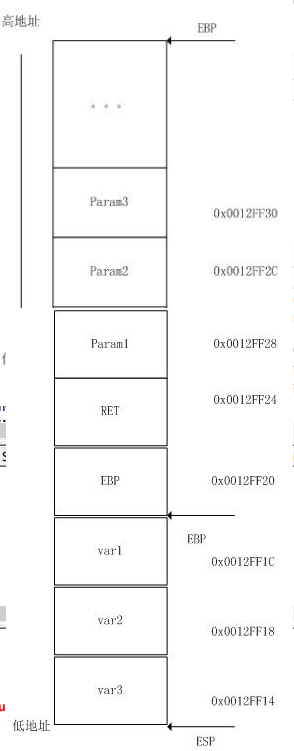 高地址
EBP
。。。
Param3
0x0012FF30
Param2
0x0012FF2C
Param1
0x0012FF28
RET
0x0012FF24
EBP
0x0012FF20
EBP
var1
0x0012FF1C
var2
0x0012FF18
var3
0x0012FF14
低地址
ESP